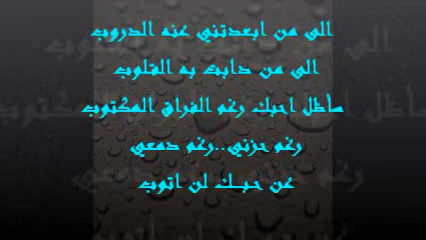 الى من ابعدتني عنه الدروب
الى من دابت به القلوب
سأظل احبك رغم الفراق المكتوب
رغم حزني..رغم دمعي
عن حبك لن اتوب